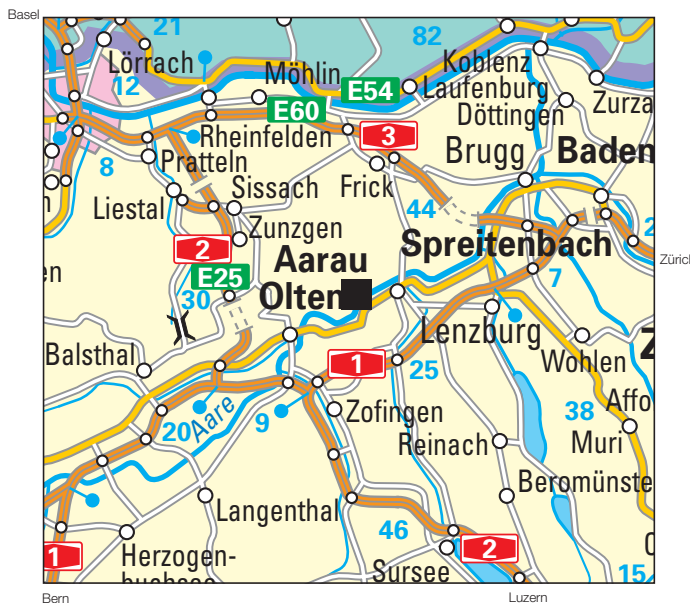 Basel
21
82
Lörrach
Koblenz
12
Möhlin
E54
Laufenburg
Zurza
E60
Döttingen
Rheinfelden
3
8
Pratteln
Brugg
Baden
Sissach
Frick
Liestal
44
n
Zunzgen
2
Spreitenbach
2
Aarau
Zürich
en
E25
7
30
Olten
Lenzburg
Z
Balsthal
1
25
Wohlen
Affo
20
Aare
9
Zofingen
38
Reinach
Muri
Beromünste
Langenthal
46
1
2
Herzogen-
buchsee
Sursee
15
Bern
Luzern